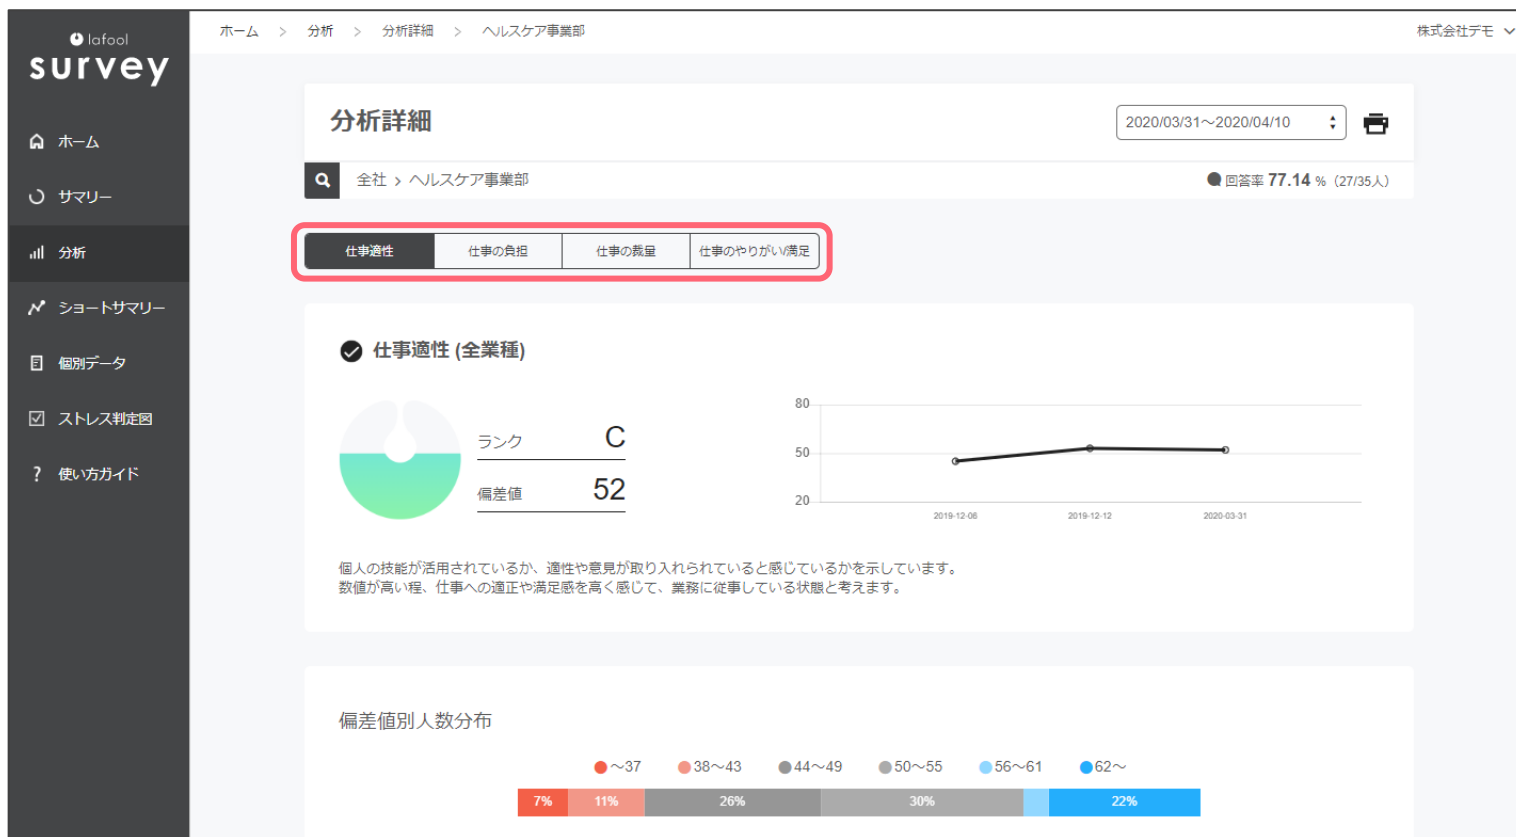 lafool
survey
ホーム > 分析 > 分析詳細 > ヘルスケア事業部
株式会社デモ
ホーム
サマリー
分析
ショートサマリー
個別データ
ストレス判定図
? 使い方ガイド
分析詳細
2020/03/31～2020/04/10
全社 > ヘルスケア事業部
回答率 77.14 % (27/35人)
仕事適性 仕事の負担 仕事の裁量 仕事のやりがい/満足
仕事適性 (全業種)
ランク C
偏差値 52
80
50
20
2019-12-06 2019-12-12 2020-03-31
個人の技能が活用されているか、適性や意見が取り入れられていると感じているかを示しています。
数値が高い程、仕事への適正や満足感を高く感じて、業務に従事している状態と考えます。
偏差値別人数分布
～37 38～43 44～49 50～55 56～61 62～
7% 11% 26% 30% 22%